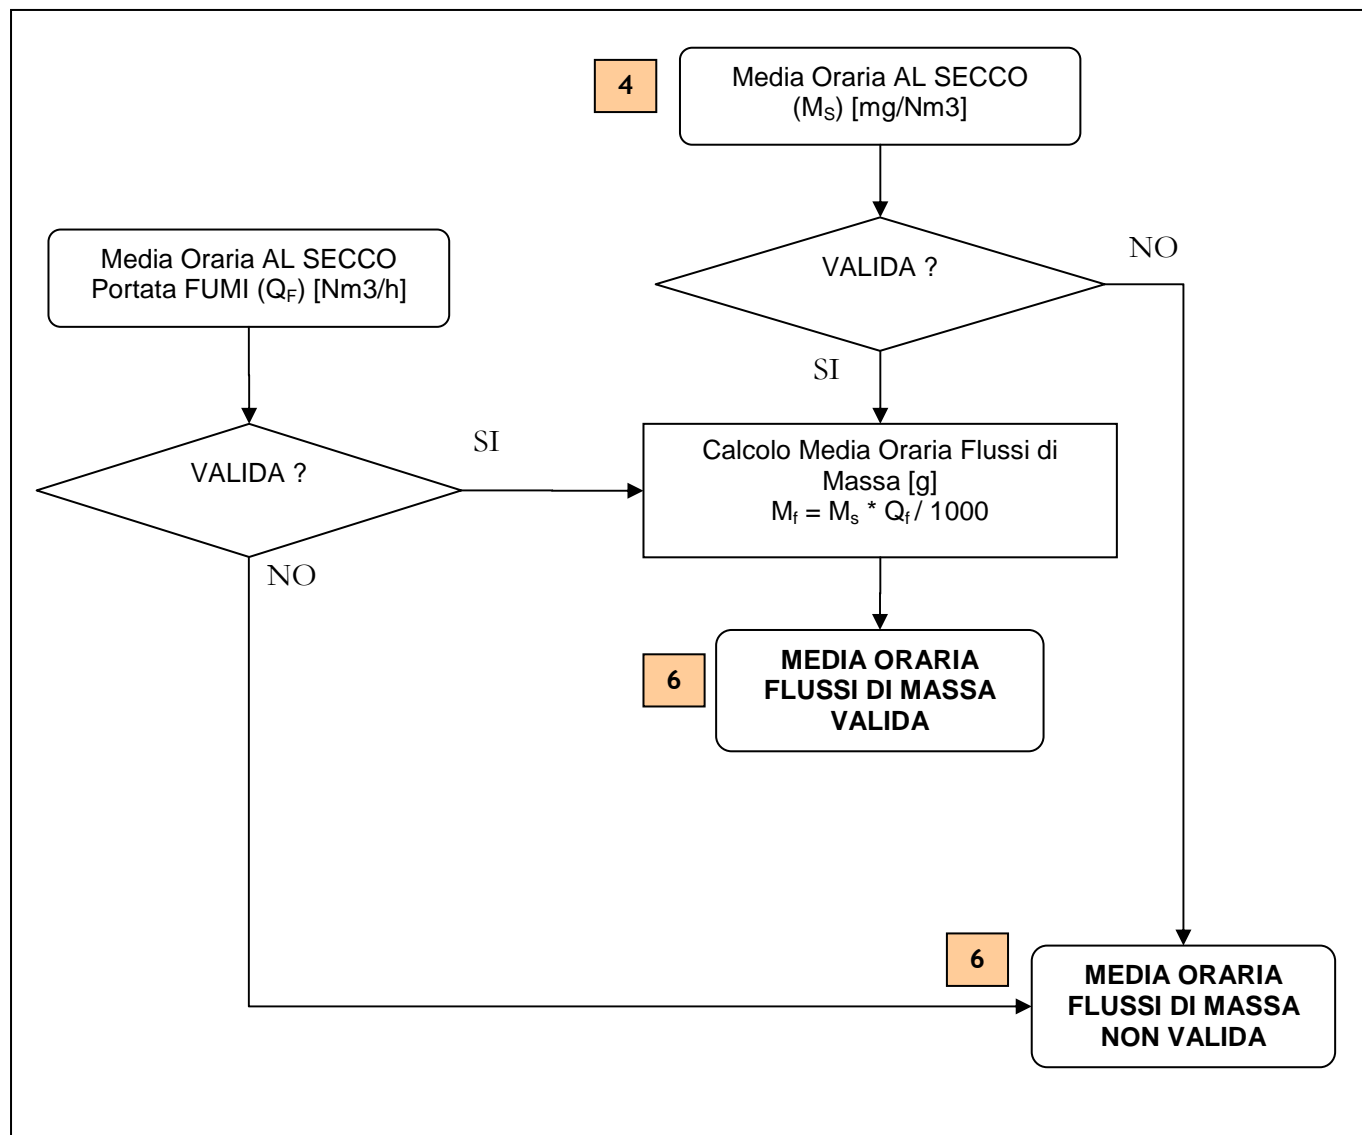 4
Media Oraria AL SECCO
(MS) [mg/Nm3]
Media Oraria AL SECCO
Portata FUMI (QF) [Nm3/h]
VALIDA ?
NO
SI
VALIDA ?
SI
NO
Calcolo Media Oraria Flussi di
Massa [g]
Mf = Ms * Qf / 1000
6
MEDIA ORARIA
FLUSSI DI MASSA
VALIDA
6
MEDIA ORARIA
FLUSSI DI MASSA
NON VALIDA